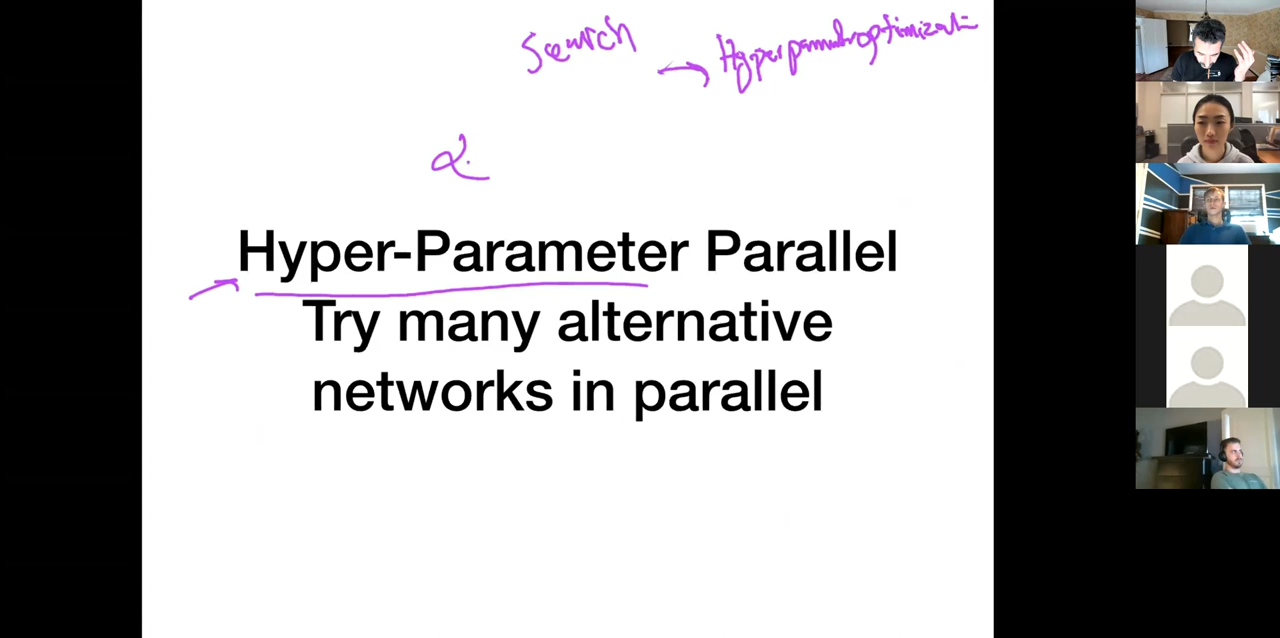 Search
→ Hyperparameter optimization
α
Hyper-Parameter Parallel
Try many alternative
networks in parallel